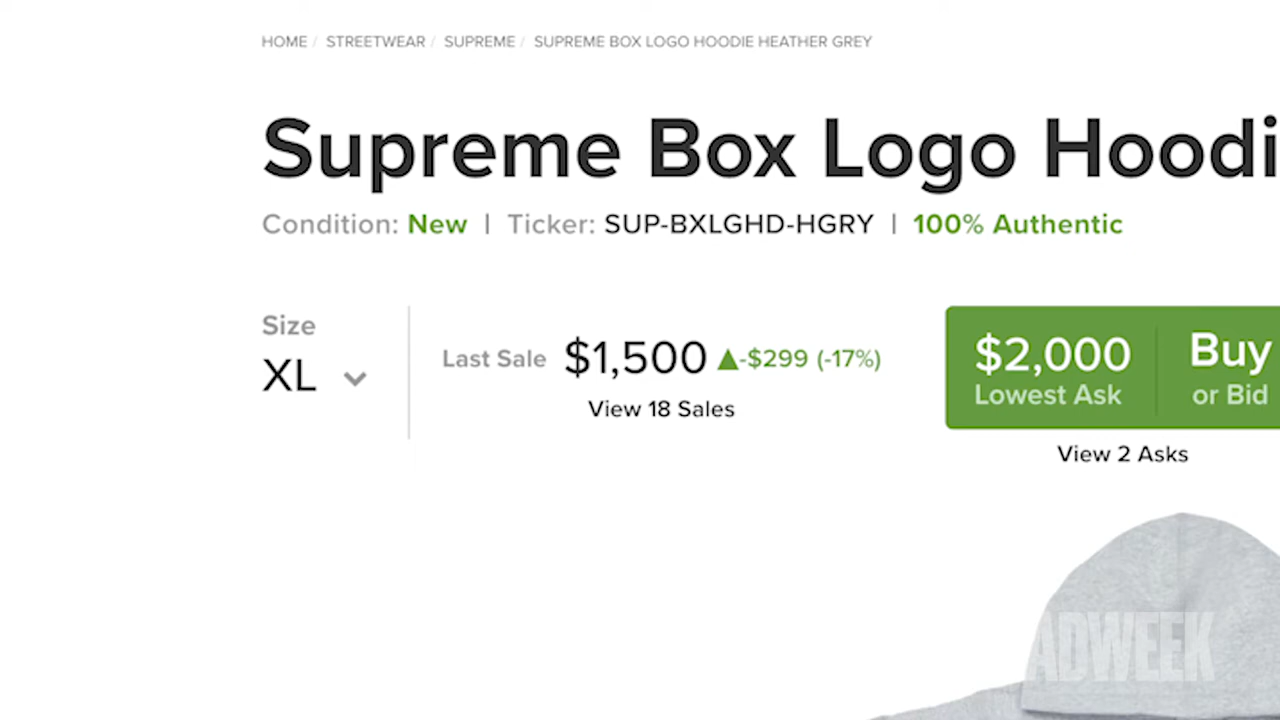 HOME / STREETWEAR / SUPREME / SUPREME BOX LOGO HOODIE HEATHER GREY
Supreme Box Logo Hoodi
Condition: New | Ticker: SUP-BXLGHD-HGRY | 100% Authentic
Size
XL
Last Sale $1,500 ▲-$299 (-17%)
View 18 Sales
$2,000 Buy
Lowest Ask or Bid
View 2 Asks
ADWEEK